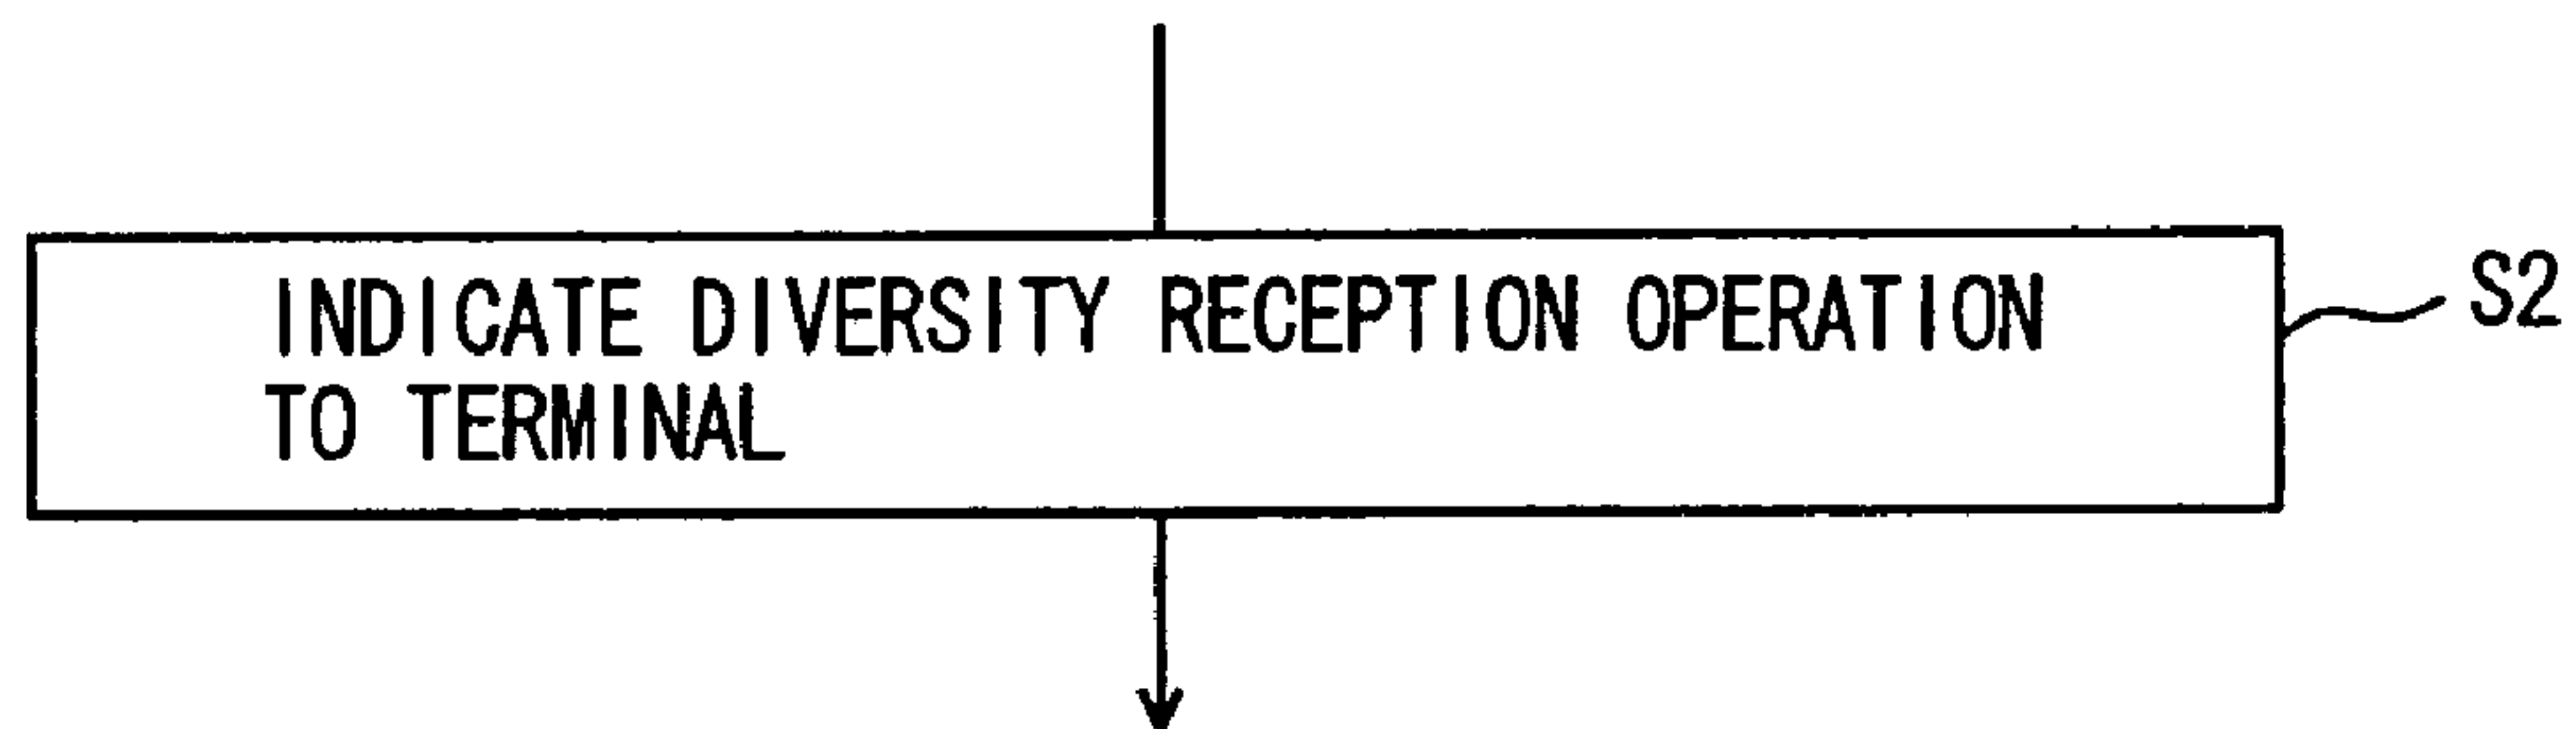 INDICATE DIVERSITY RECEPTION OPERATION
TO TERMINAL
S2